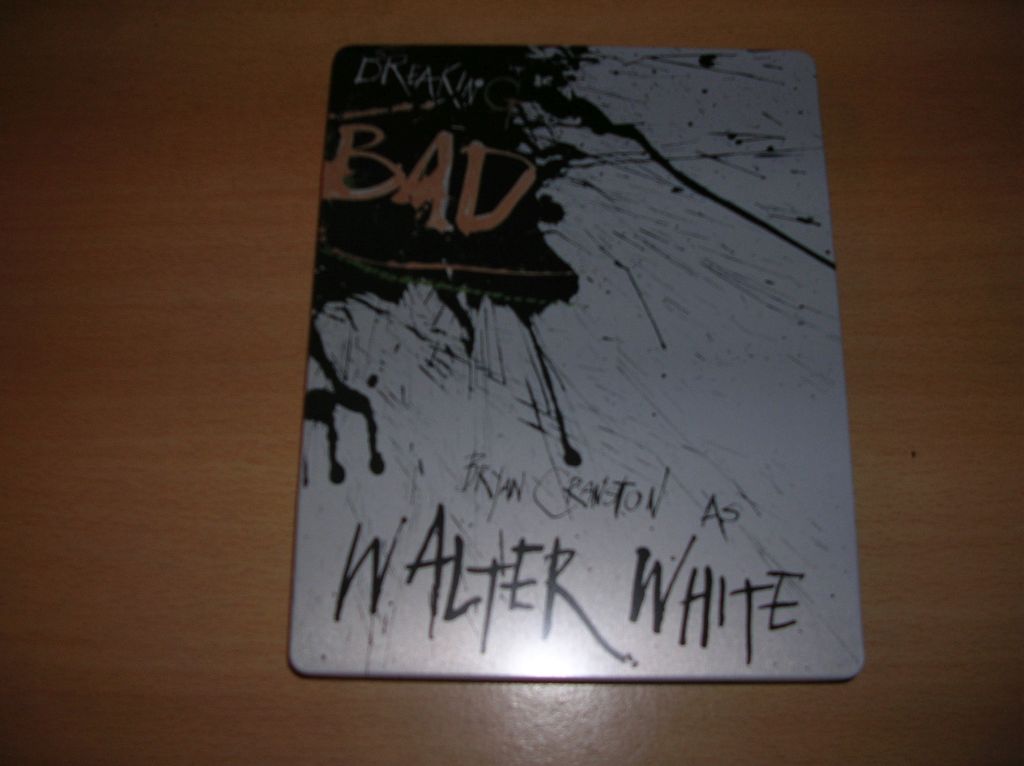 BREAKING
BAD
BRYAN CRANSTON AS
WALTER WHITE